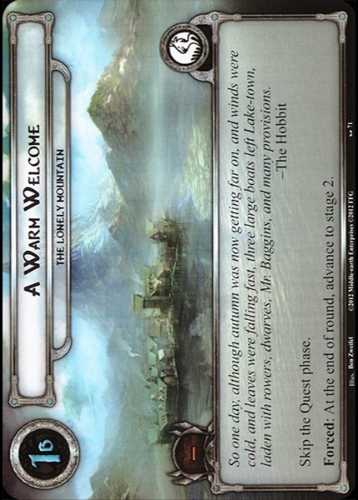 1B
A Warm Welcome
The Lonely Mountain
So one day, although autumn was now getting far on, and winds were
cold, and leaves were falling fast, three large boats left Lake-town,
laden with rowers, dwarves, Mr. Baggins, and many provisions.
–The Hobbit
Skip the Quest phase.
Forced: At the end of round, advance to stage 2.
Illus. Ben Zweifel
©2012 Middle-earth Enterprises ©2012 FFG
71